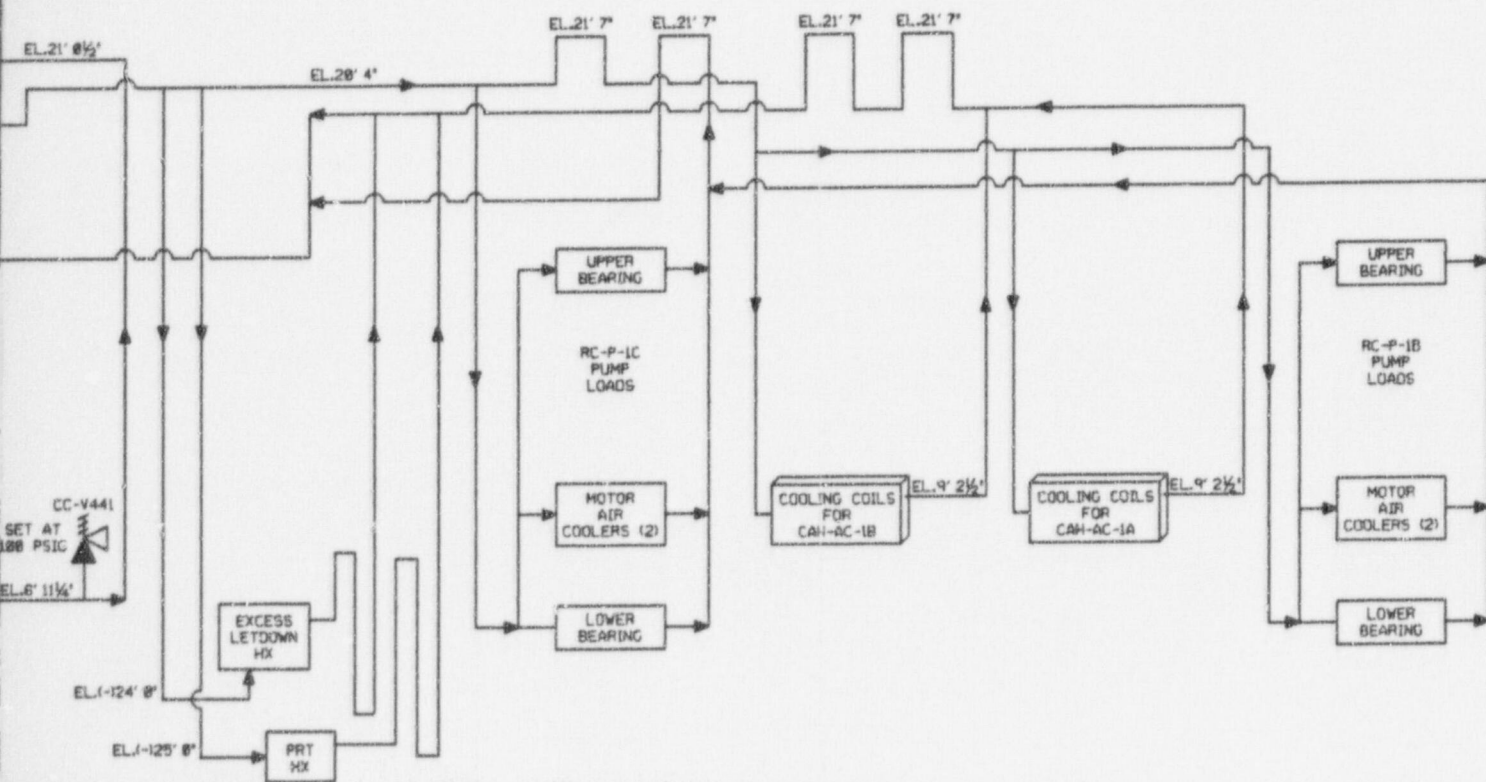 EL.21' 7"
EL.21' 7"
EL.21' 7"
EL.21' 7"
EL.21' 0½"
EL.20' 4"
UPPER
BEARING
RC-P-1C
PUMP
LOADS
MOTOR
AIR
COOLERS (2)
LOWER
BEARING
COOLING COILS
FOR
CAH-AC-1B
EL.9' 2½"
COOLING COILS
FOR
CAH-AC-1A
EL.9' 2½"
UPPER
BEARING
RC-P-1B
PUMP
LOADS
MOTOR
AIR
COOLERS (2)
LOWER
BEARING
CC-V441
SET AT
100 PSIG
EL.6' 11¼"
EXCESS
LETDOWN
HX
EL.(-)24' 0"
EL.(-)25' 0"
PRT
HX